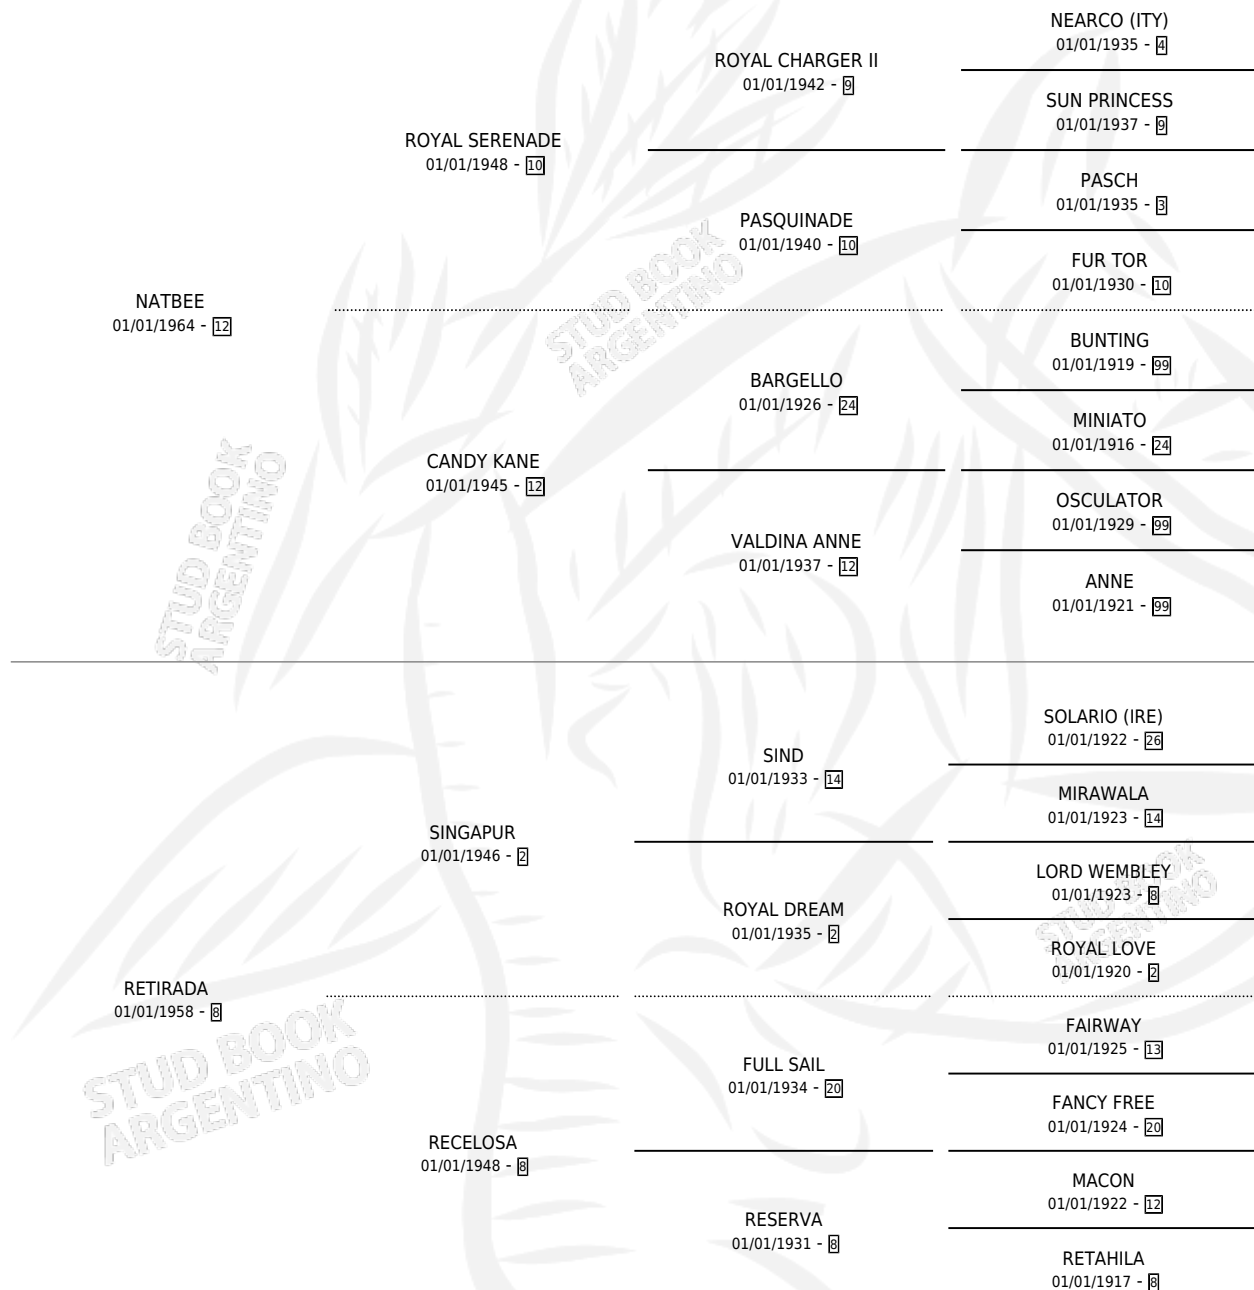 NEARCO (ITY)
01/01/1935 - 4
ROYAL CHARGER II
01/01/1942 - 9
SUN PRINCESS
01/01/1937 - 9
ROYAL SERENADE
01/01/1948 - 10
PASCH
01/01/1935 - 3
PASQUINADE
01/01/1940 - 10
FUR TOR
01/01/1930 - 10
NATBEE
01/01/1964 - 12
BUNTING
01/01/1919 - 99
BARGELLO
01/01/1926 - 24
MINIATO
01/01/1916 - 24
CANDY KANE
01/01/1945 - 12
OSCULATOR
01/01/1929 - 99
VALDINA ANNE
01/01/1937 - 12
ANNE
01/01/1921 - 99
SOLARIO (IRE)
01/01/1922 - 26
SIND
01/01/1933 - 14
MIRAWALA
01/01/1923 - 14
SINGAPUR
01/01/1946 - 2
LORD WEMBLEY
01/01/1923 - 8
ROYAL DREAM
01/01/1935 - 2
ROYAL LOVE
01/01/1920 - 2
RETIRADA
01/01/1958 - 8
FAIRWAY
01/01/1925 - 13
FULL SAIL
01/01/1934 - 20
FANCY FREE
01/01/1924 - 20
RECELOSA
01/01/1948 - 8
MACON
01/01/1922 - 12
RESERVA
01/01/1931 - 8
RETAHILA
01/01/1917 - 8
STUD BOOK
ARGENTINO
STUD BOOK
ARGENTINO
STUD BOOK
ARGENTINO
STUD BOOK
ARGENTINO